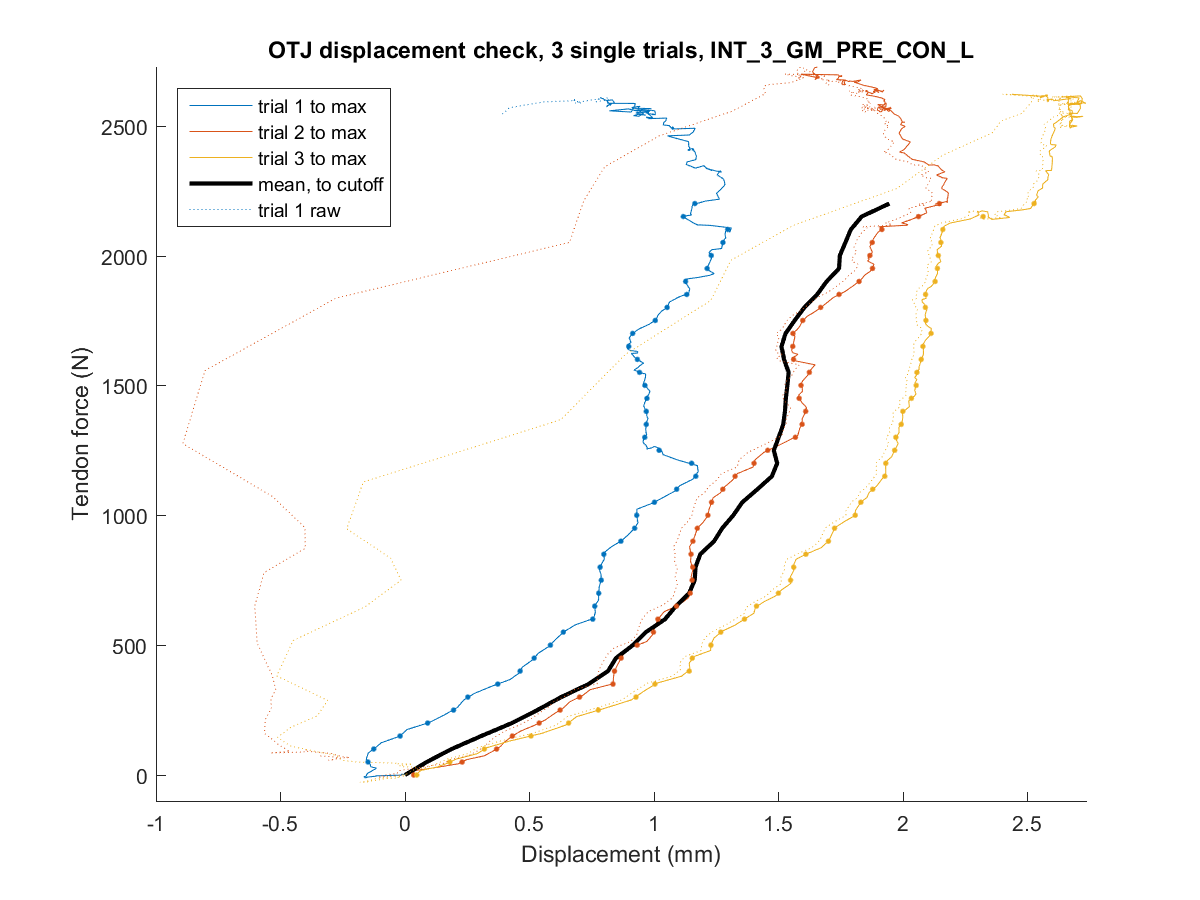 OTJ displacement check, 3 single trials, INT_3_GM_PRE_CON_L
trial 1 to max
trial 2 to max
trial 3 to max
mean, to cutoff
trial 1 raw
2500
2000
1500
1000
500
0
Tendon force (N)
-1 -0.5 0 0.5 1 1.5 2 2.5
Displacement (mm)